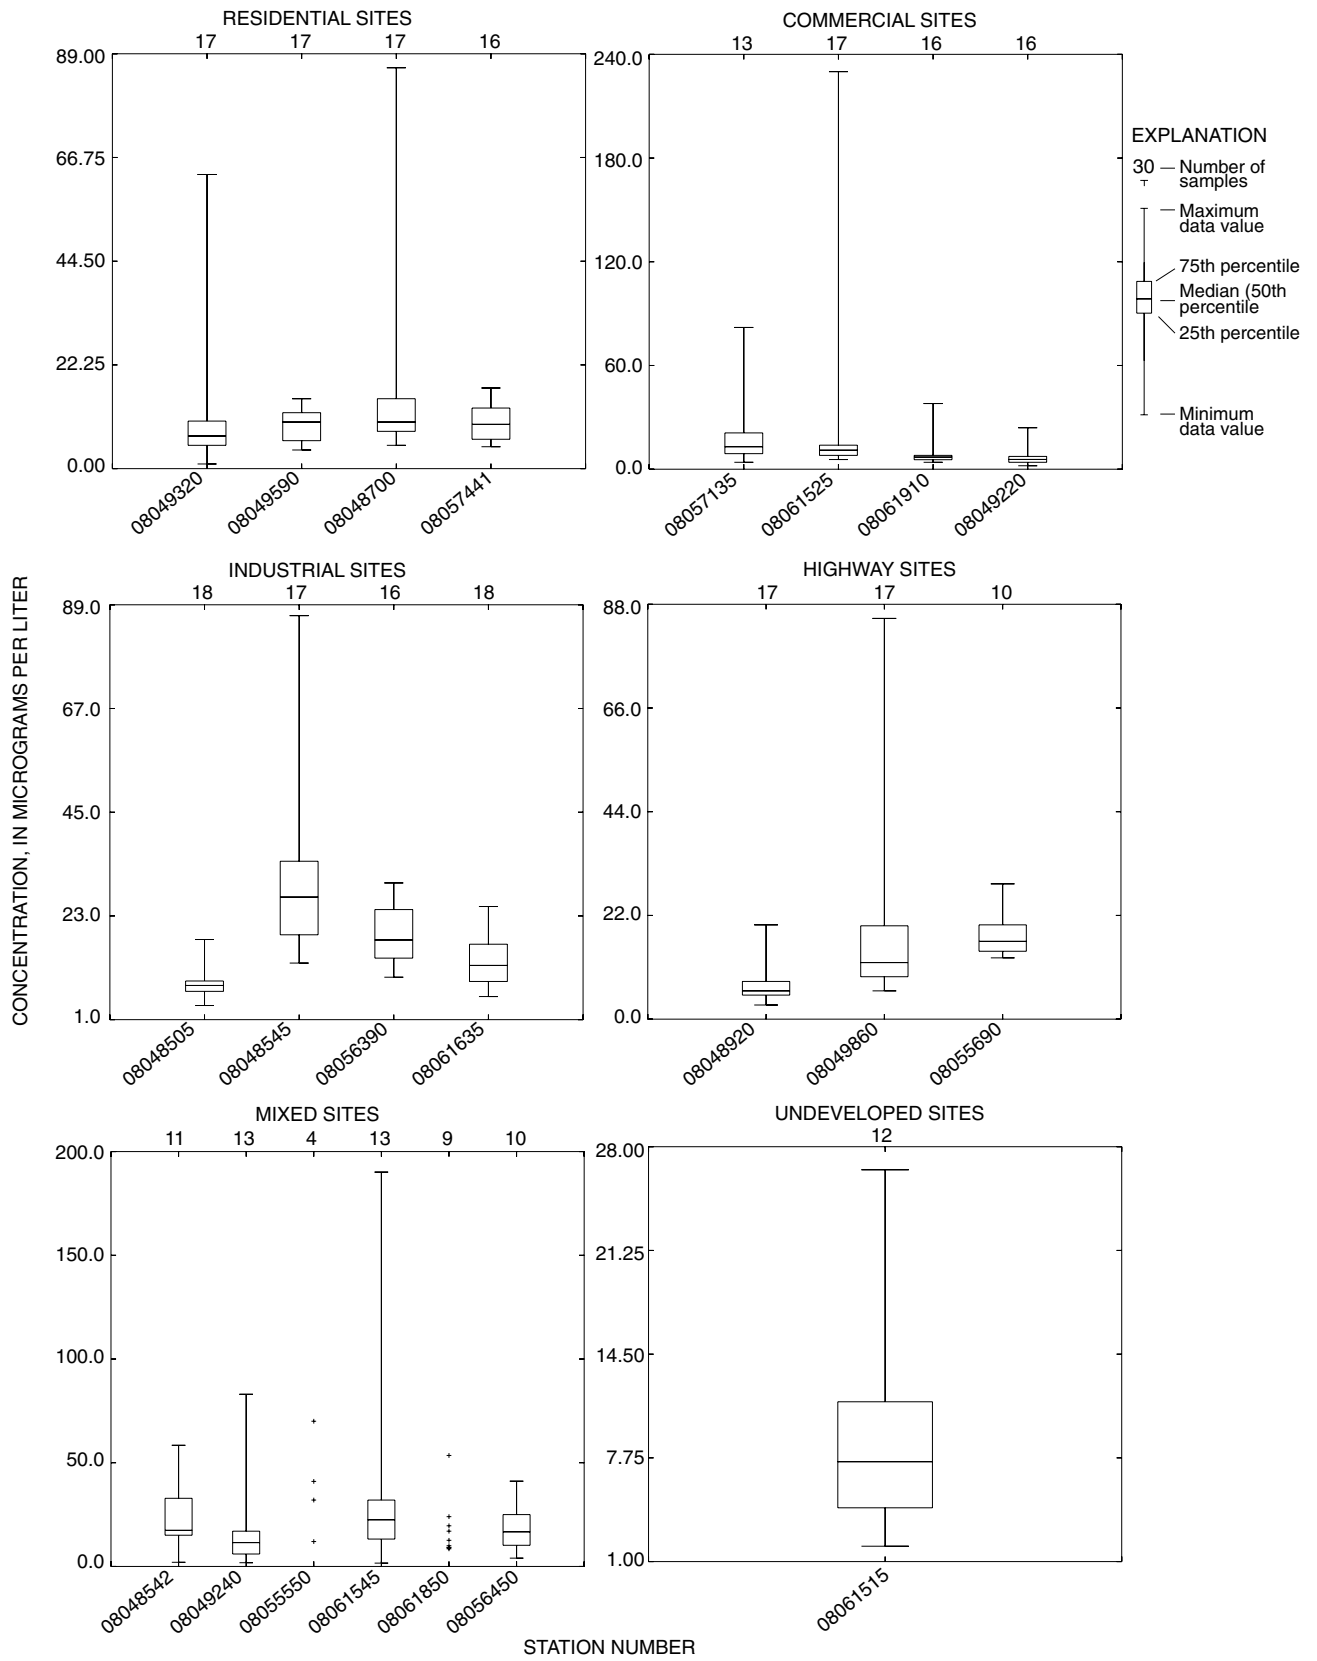 RESIDENTIAL SITES
17 17 17 16
89.00
66.75
44.50
22.25
0.00
08049320 08049590 08048700 08057441
COMMERCIAL SITES
13 17 16 16
240.0
180.0
120.0
60.0
0.0
08057135 08061525 08061910 08049220
EXPLANATION
30 Number of
samples
Maximum
data value
75th percentile
Median (50th
percentile
25th percentile
Minimum
data value
CONCENTRATION, IN MICROGRAMS PER LITER
INDUSTRIAL SITES
18 17 16 18
89.0
67.0
45.0
23.0
1.0
08048505 08048545 08056390 08061635
HIGHWAY SITES
17 17 10
88.0
66.0
44.0
22.0
0.0
08048920 08049860 08055690
MIXED SITES
11 13 4 13 9 10
200.0
150.0
100.0
50.0
0.0
08048542 08049240 08055550 08061545 08061850 08056450
UNDEVELOPED SITES
12
28.00
21.25
14.50
7.75
1.00
08061515
STATION NUMBER